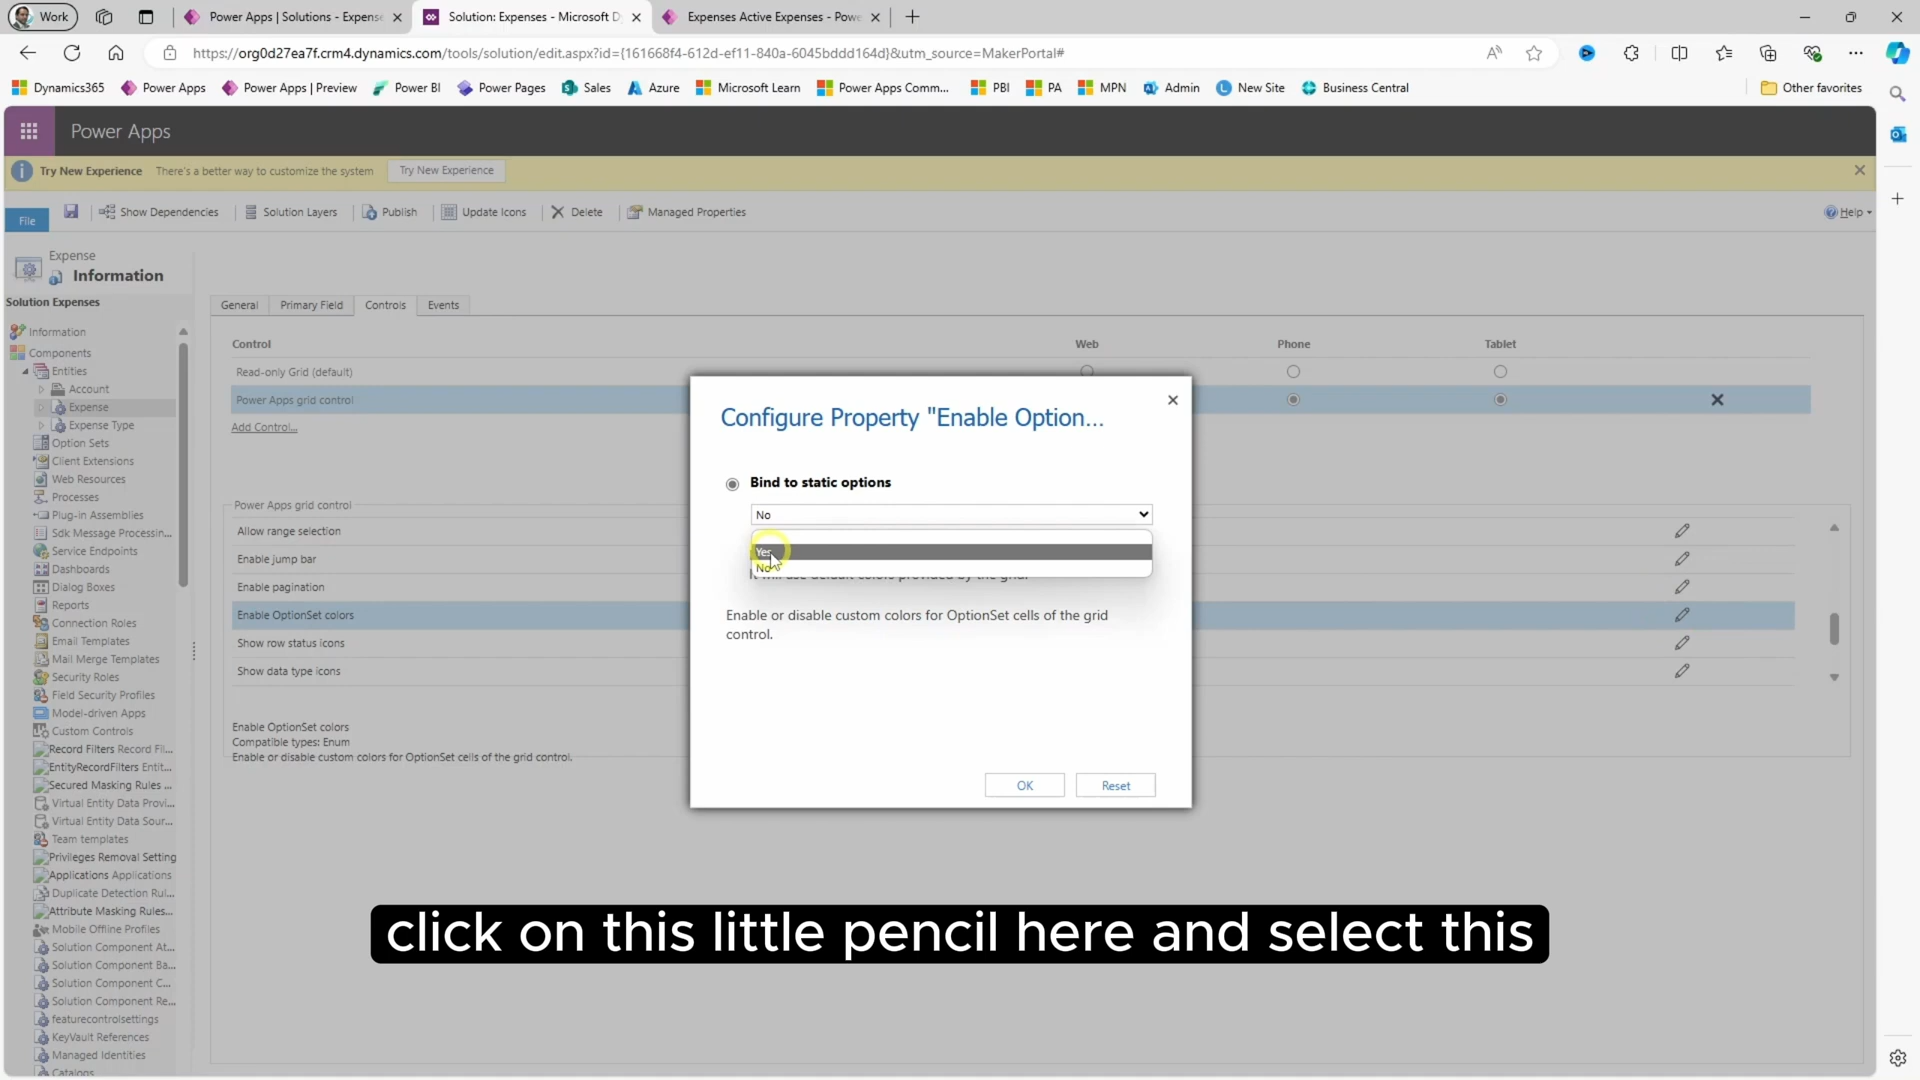 Work
Power Apps | Solutions - Expense
Solution: Expenses - Microsoft D
Expenses Active Expenses - Powe
https://org0d27ea7f.crm4.dynamics.com/tools/solution/edit.aspx?id={161668f4-612d-ef11-840a-6045bddd164d}&utm_source=MakerPortal#
Dynamics365
Power Apps
Power Apps | Preview
Power BI
Power Pages
Sales
Azure
Microsoft Learn
Power Apps Comm...
PBI
PA
MPN
Admin
New Site
Business Central
Other favorites
Power Apps
Try New Experience There's a better way to customize the system Try New Experience
File
Show Dependencies
Solution Layers
Publish
Update Icons
Delete
Managed Properties
Help
Expense
Information
Solution Expenses
Information
Components
Entities
Account
Expense
Expense Type
Option Sets
Client Extensions
Web Resources
Processes
Plug-in Assemblies
Sdk Message Processin...
Service Endpoints
Dashboards
Dialog Boxes
Reports
Connection Roles
Email Templates
Mail Merge Templates
Security Roles
Field Security Profiles
Model-driven Apps
Custom Controls
Record Filters Record Fil...
EntityRecordFilters Entit...
Secured Masking Rules ...
Virtual Entity Data Provi...
Virtual Entity Data Sour...
Team templates
Privileges Removal Setting
Applications Applications
Duplicate Detection Rul...
Attribute Masking Rules...
Mobile Offline Profiles
Solution Component At...
Solution Component Ba...
Solution Component C...
Solution Component Re...
featurecontrolsettings
KeyVault References
Managed Identities
Catalogs
General
Primary Field
Controls
Events
Control
Web
Phone
Tablet
Read-only Grid (default)
Power Apps grid control
Add Control...
Power Apps grid control
Allow range selection
Enable jump bar
Enable pagination
Enable OptionSet colors
Show row status icons
Show data type icons
Enable OptionSet colors
Compatible types: Enum
Enable or disable custom colors for OptionSet cells of the grid control.
Configure Property "Enable Option...
Bind to static options
No
Yes
No
It will use default colors provided by the grid.
Enable or disable custom colors for OptionSet cells of the grid
control.
OK
Reset
click on this little pencil here and select this